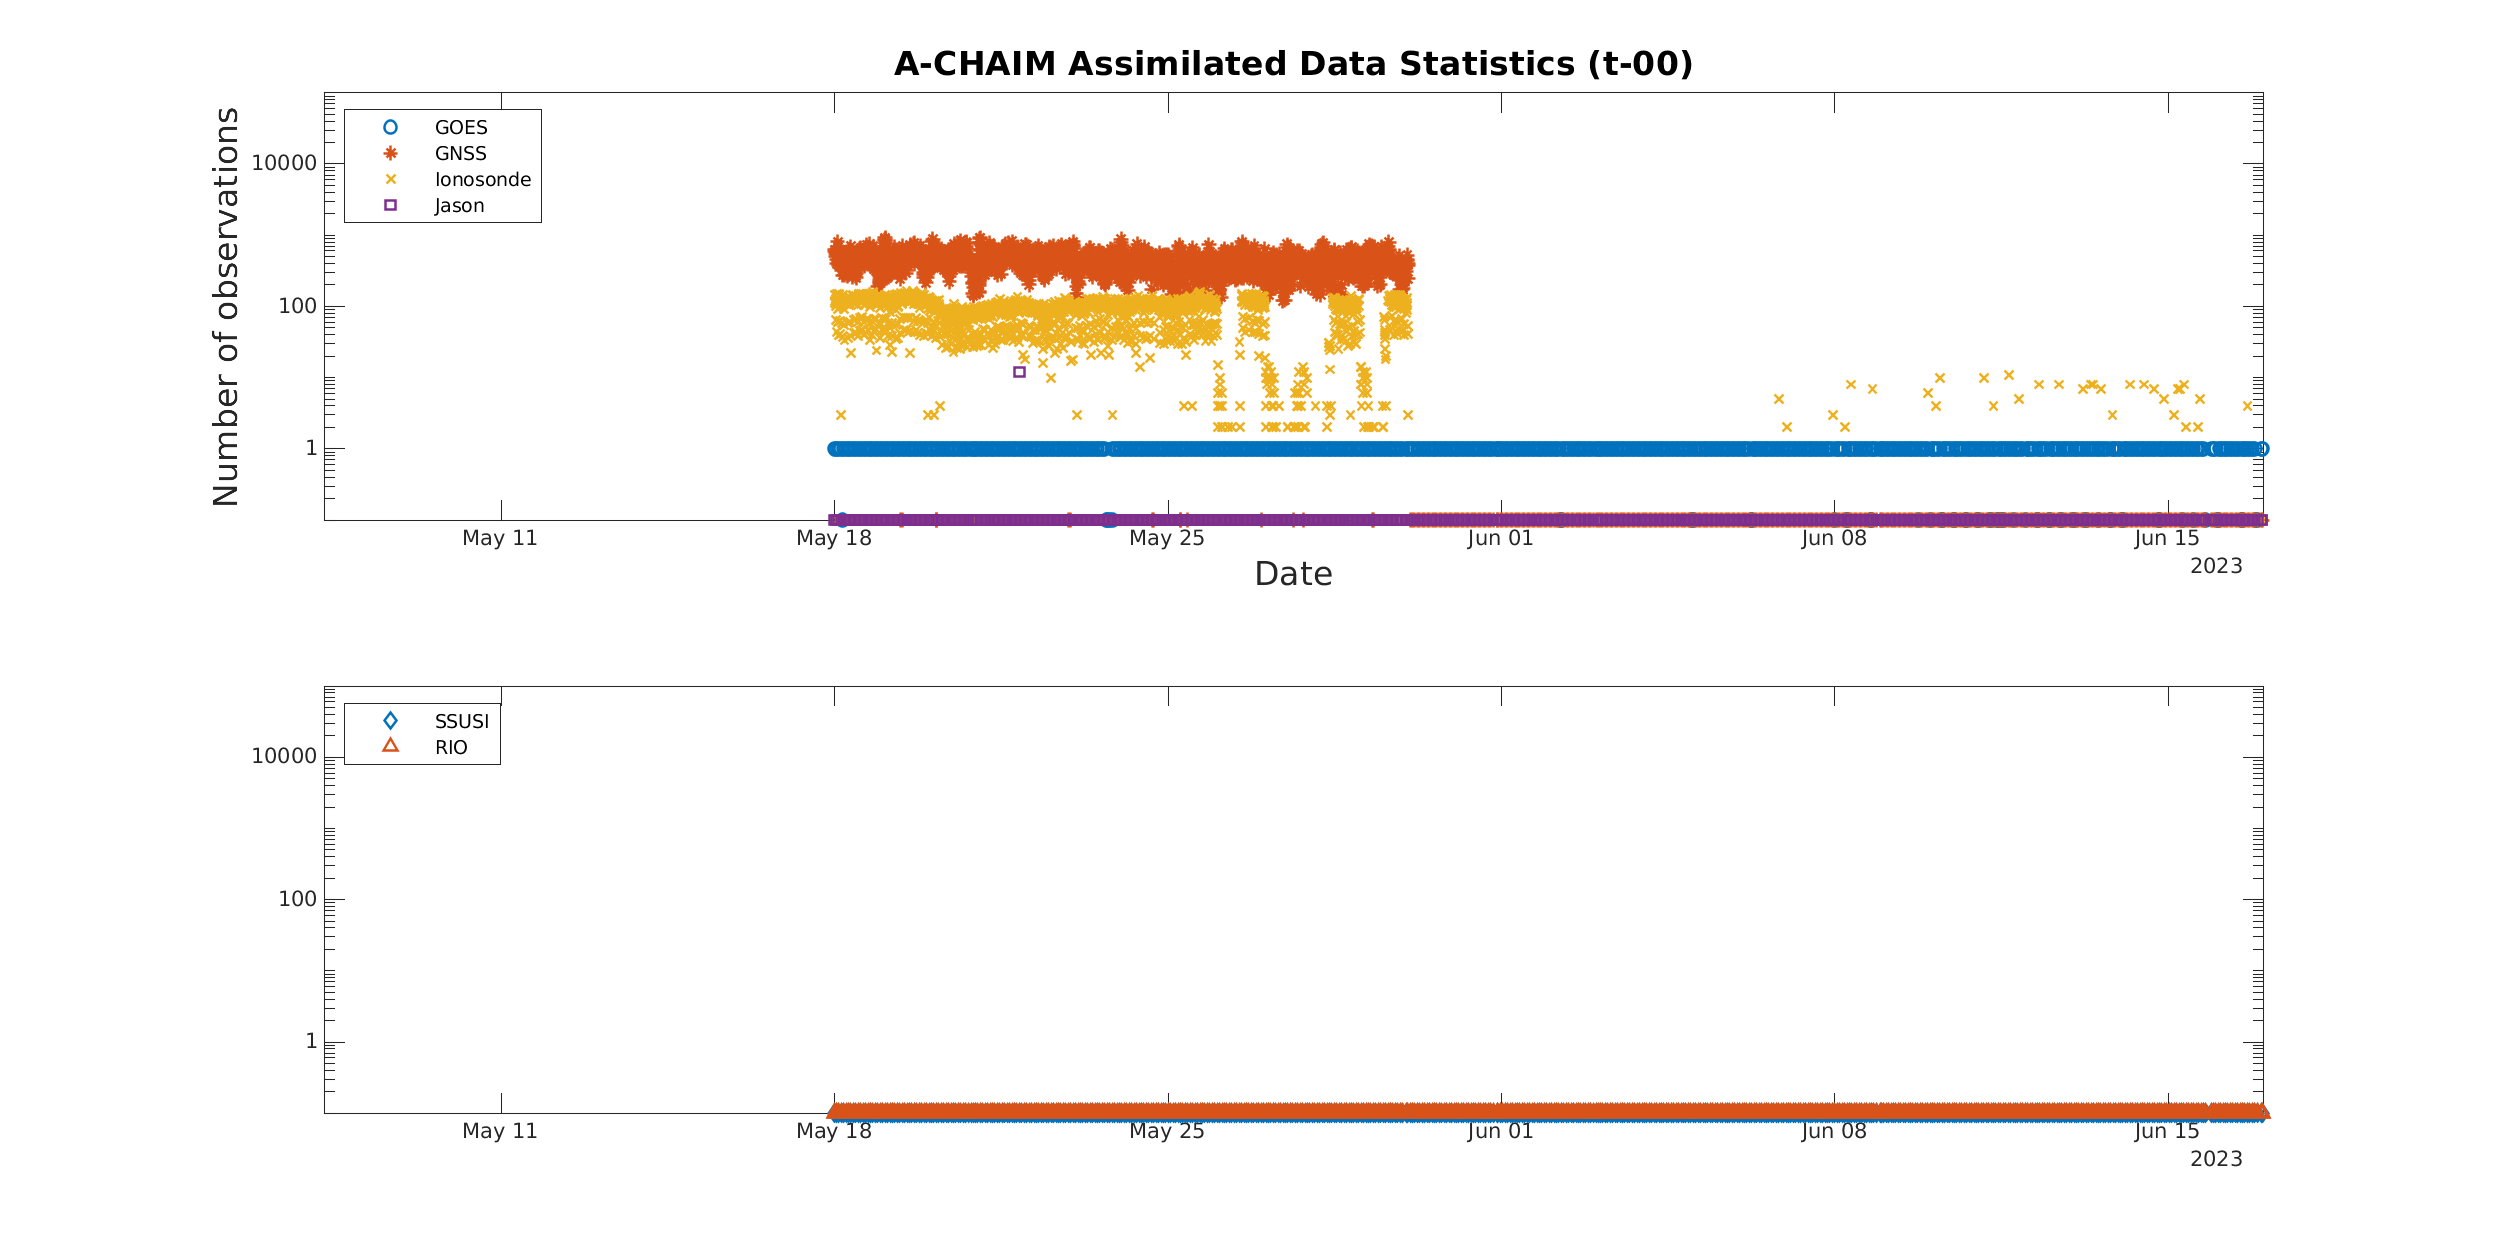 A-CHAIM Assimilated Data Statistics (t-00)
Number of observations
10000
100
1
GOES
GNSS
Ionosonde
Jason
May 11
May 18
May 25
Jun 01
Jun 08
Jun 15
2023
Date
10000
100
1
SSUSI
RIO
May 11
May 18
May 25
Jun 01
Jun 08
Jun 15
2023